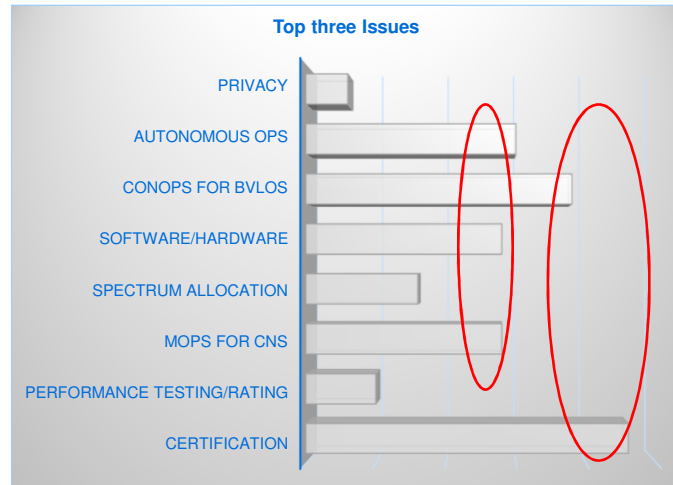 Top three Issues
PRIVACY
AUTONOMOUS OPS
CONOPS FOR BVLOS
SOFTWARE/HARDWARE
SPECTRUM ALLOCATION
MOPS FOR CNS
PERFORMANCE TESTING/RATING
CERTIFICATION